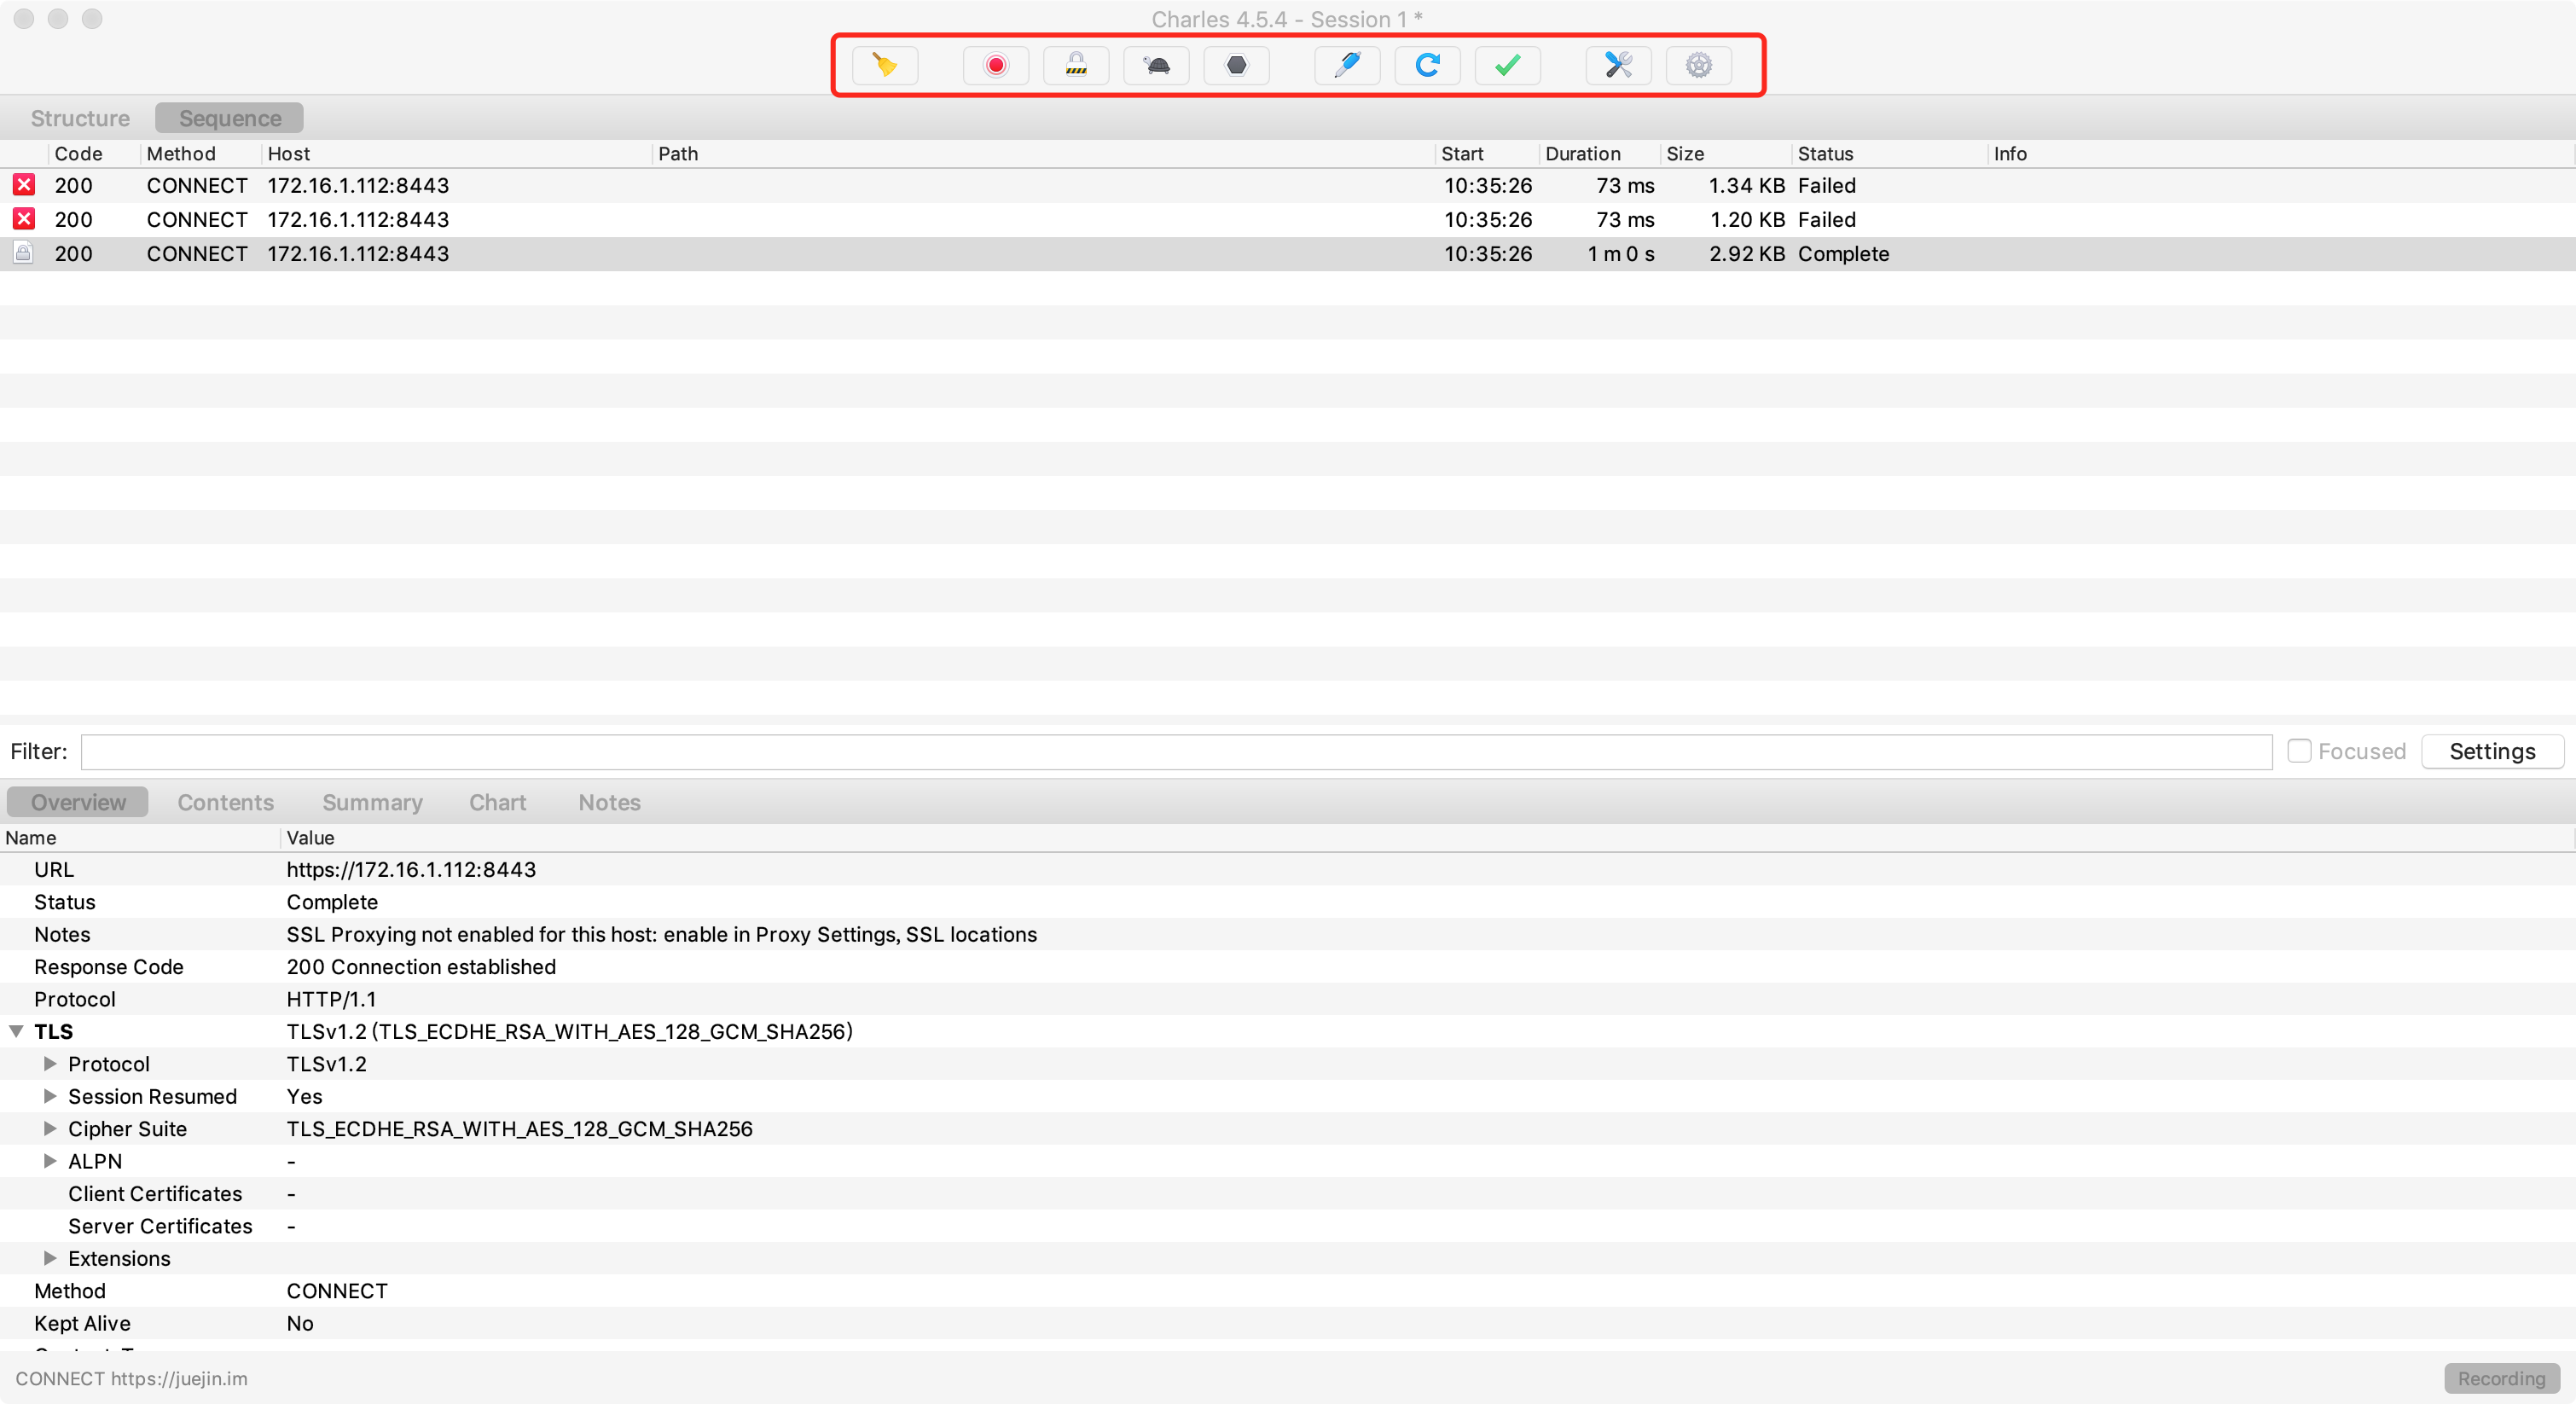 Charles 4.5.4 - Session 1 *
Structure Sequence
Code Method Host Path Start Duration Size Status Info
200 CONNECT 172.16.1.112:8443 10:35:26 73 ms 1.34 KB Failed
200 CONNECT 172.16.1.112:8443 10:35:26 73 ms 1.20 KB Failed
200 CONNECT 172.16.1.112:8443 10:35:26 1 m 0 s 2.92 KB Complete
Filter: Focused Settings
Overview Contents Summary Chart Notes
Name Value
URL https://172.16.1.112:8443
Status Complete
Notes SSL Proxying not enabled for this host: enable in Proxy Settings, SSL locations
Response Code 200 Connection established
Protocol HTTP/1.1
TLS TLSv1.2 (TLS_ECDHE_RSA_WITH_AES_128_GCM_SHA256)
Protocol TLSv1.2
Session Resumed Yes
Cipher Suite TLS_ECDHE_RSA_WITH_AES_128_GCM_SHA256
ALPN -
Client Certificates -
Server Certificates -
Extensions
Method CONNECT
Kept Alive No
CONNECT https://juejin.im Recording